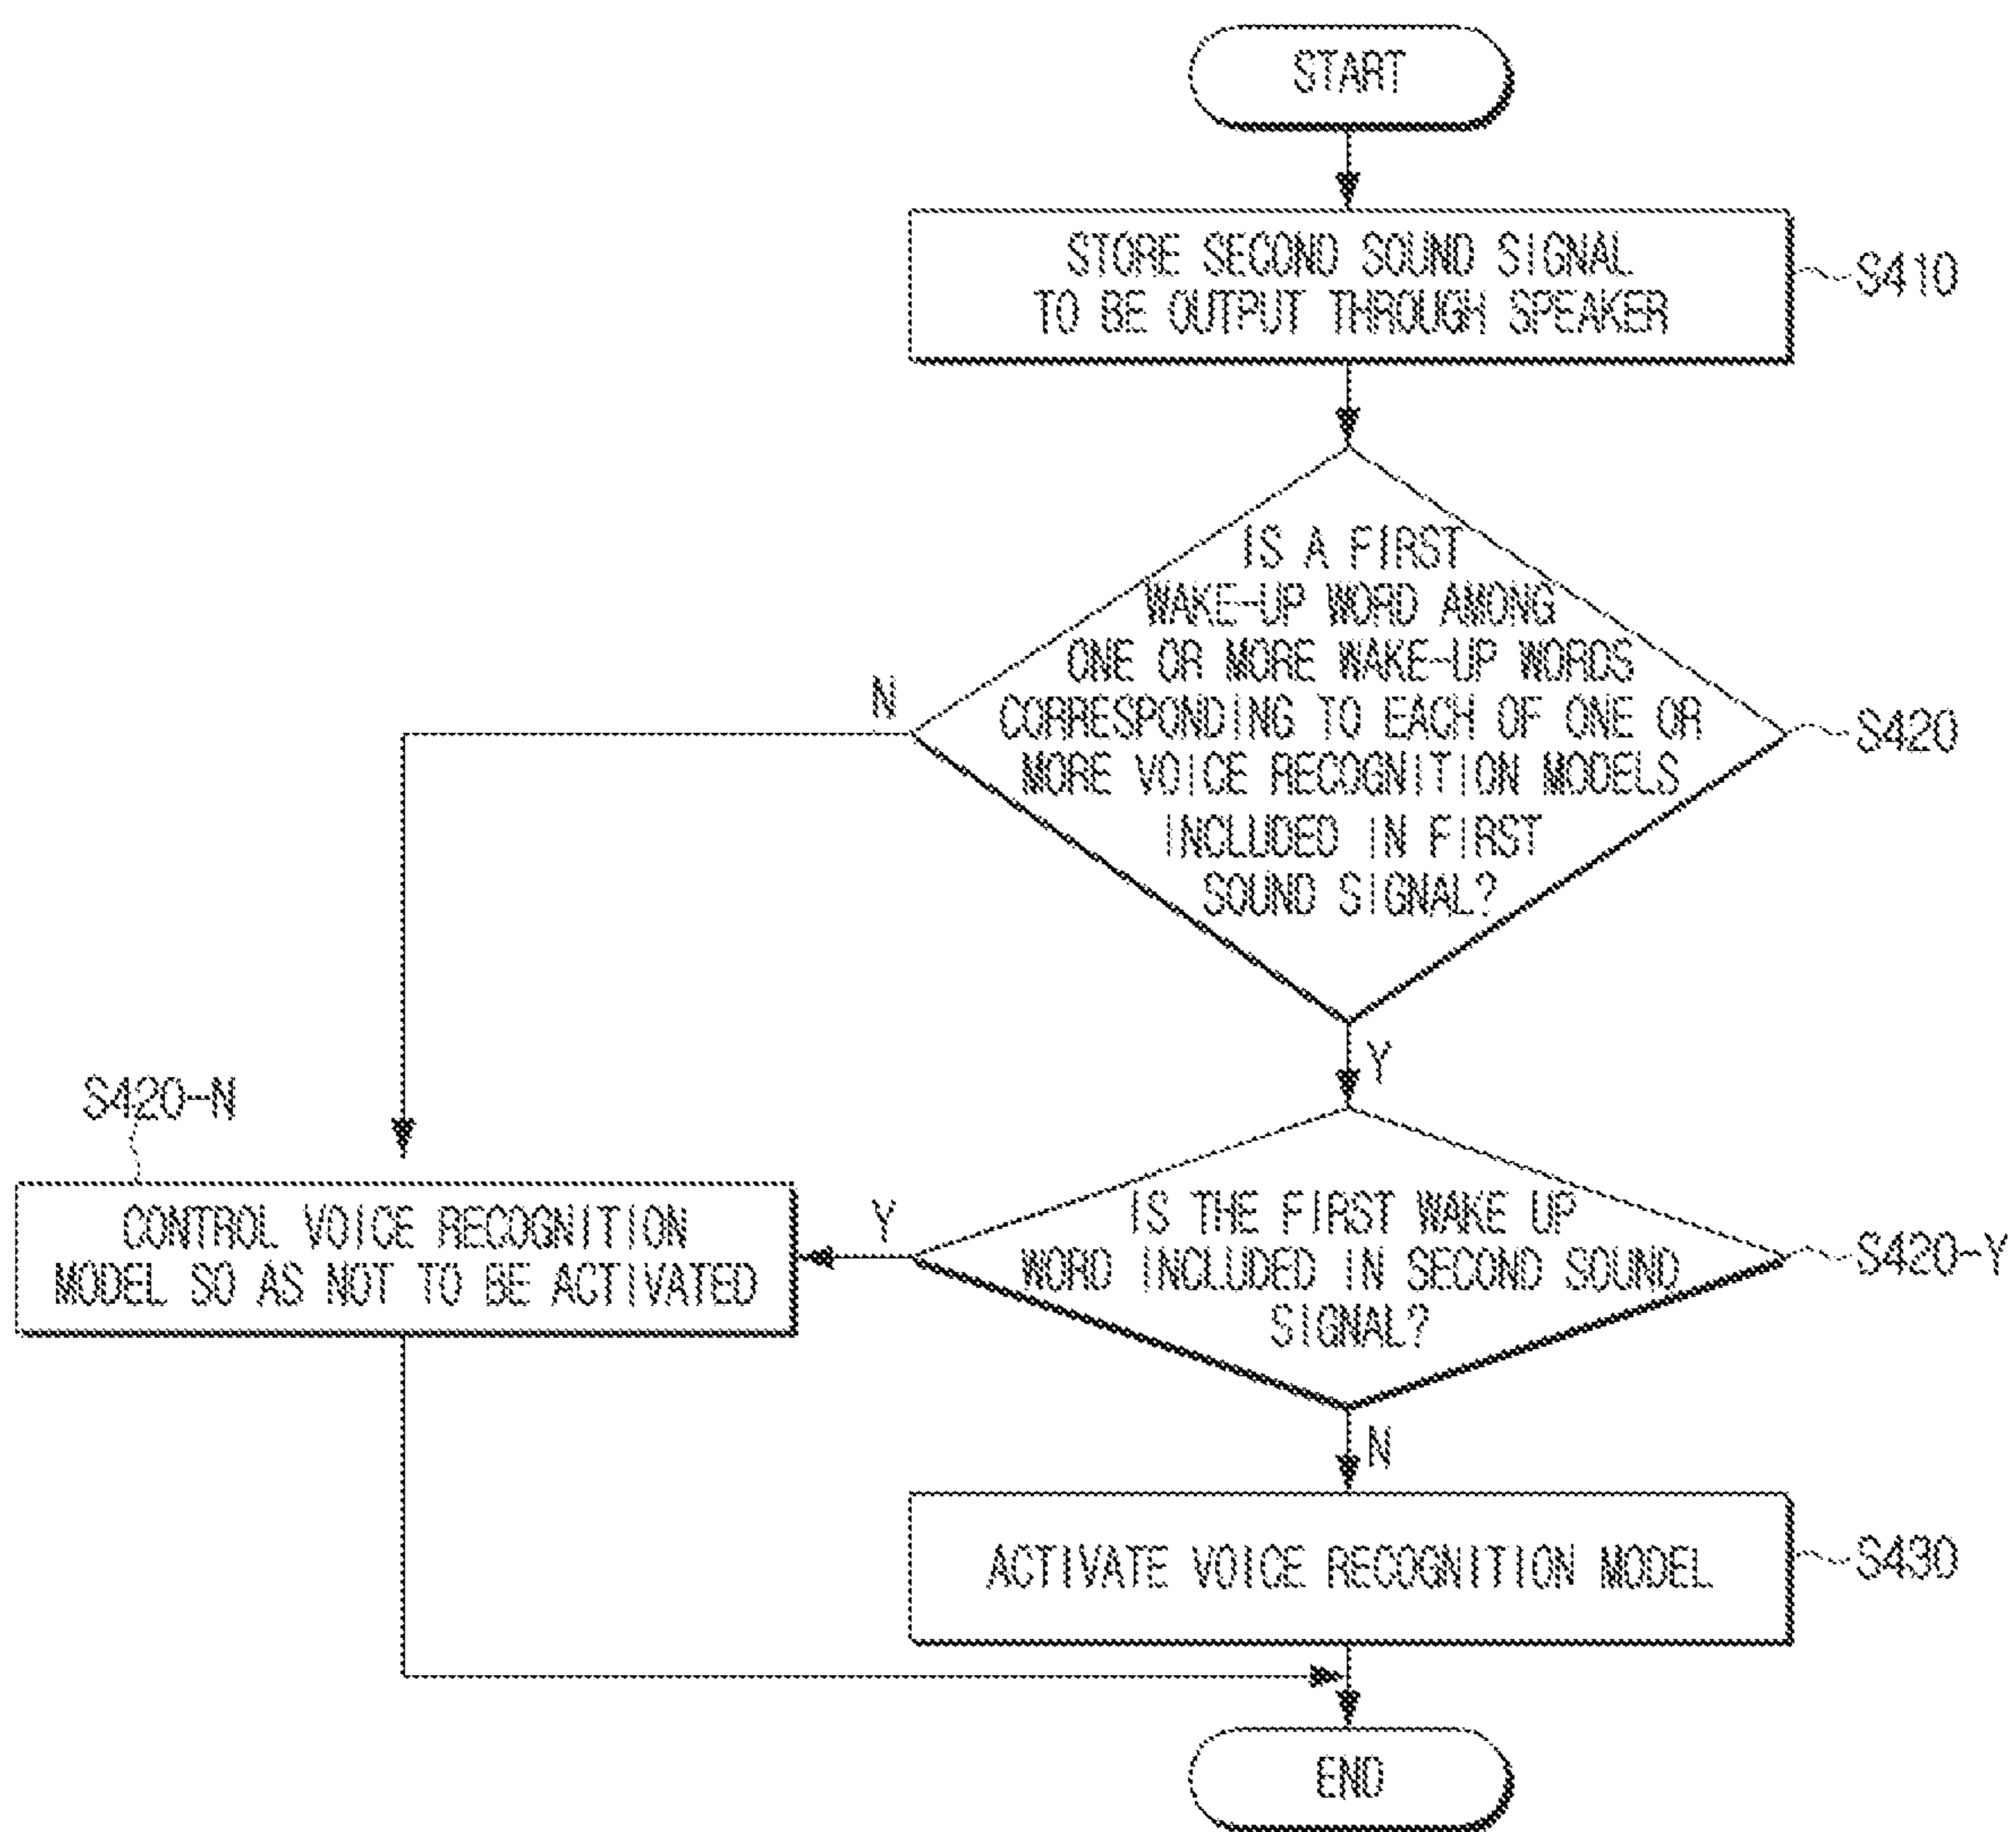 START
STORE SECOND SOUND SIGNAL
TO BE OUTPUT THROUGH SPEAKER
S410
IS A FIRST
WAKE-UP WORD AMONG
ONE OR MORE WAKE-UP WORDS
CORRESPONDING TO EACH OF ONE OR
MORE VOICE RECOGNITION MODELS
INCLUDED IN FIRST
SOUND SIGNAL?
S420
N
Y
S420-N
CONTROL VOICE RECOGNITION
MODEL SO AS NOT TO BE ACTIVATED
Y
IS THE FIRST WAKE UP
WORD INCLUDED IN SECOND SOUND
SIGNAL?
S420-Y
N
ACTIVATE VOICE RECOGNITION MODEL
S430
END